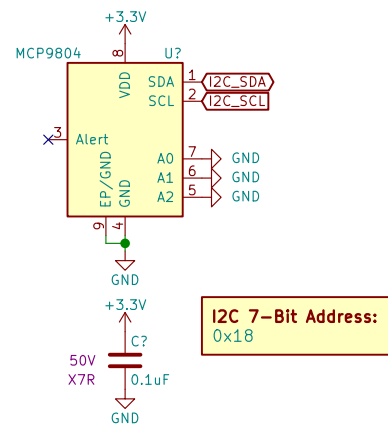 +3.3V
MCP9804
U?
8
VDD
SDA 1 I2C_SDA
SCL 2 I2C_SCL
3 Alert
A0 7 GND
A1 6 GND
A2 5 GND
EP/GND
GND
9 4
GND
+3.3V
C?
50V
X7R
0.1uF
GND
I2C 7-Bit Address:
0x18